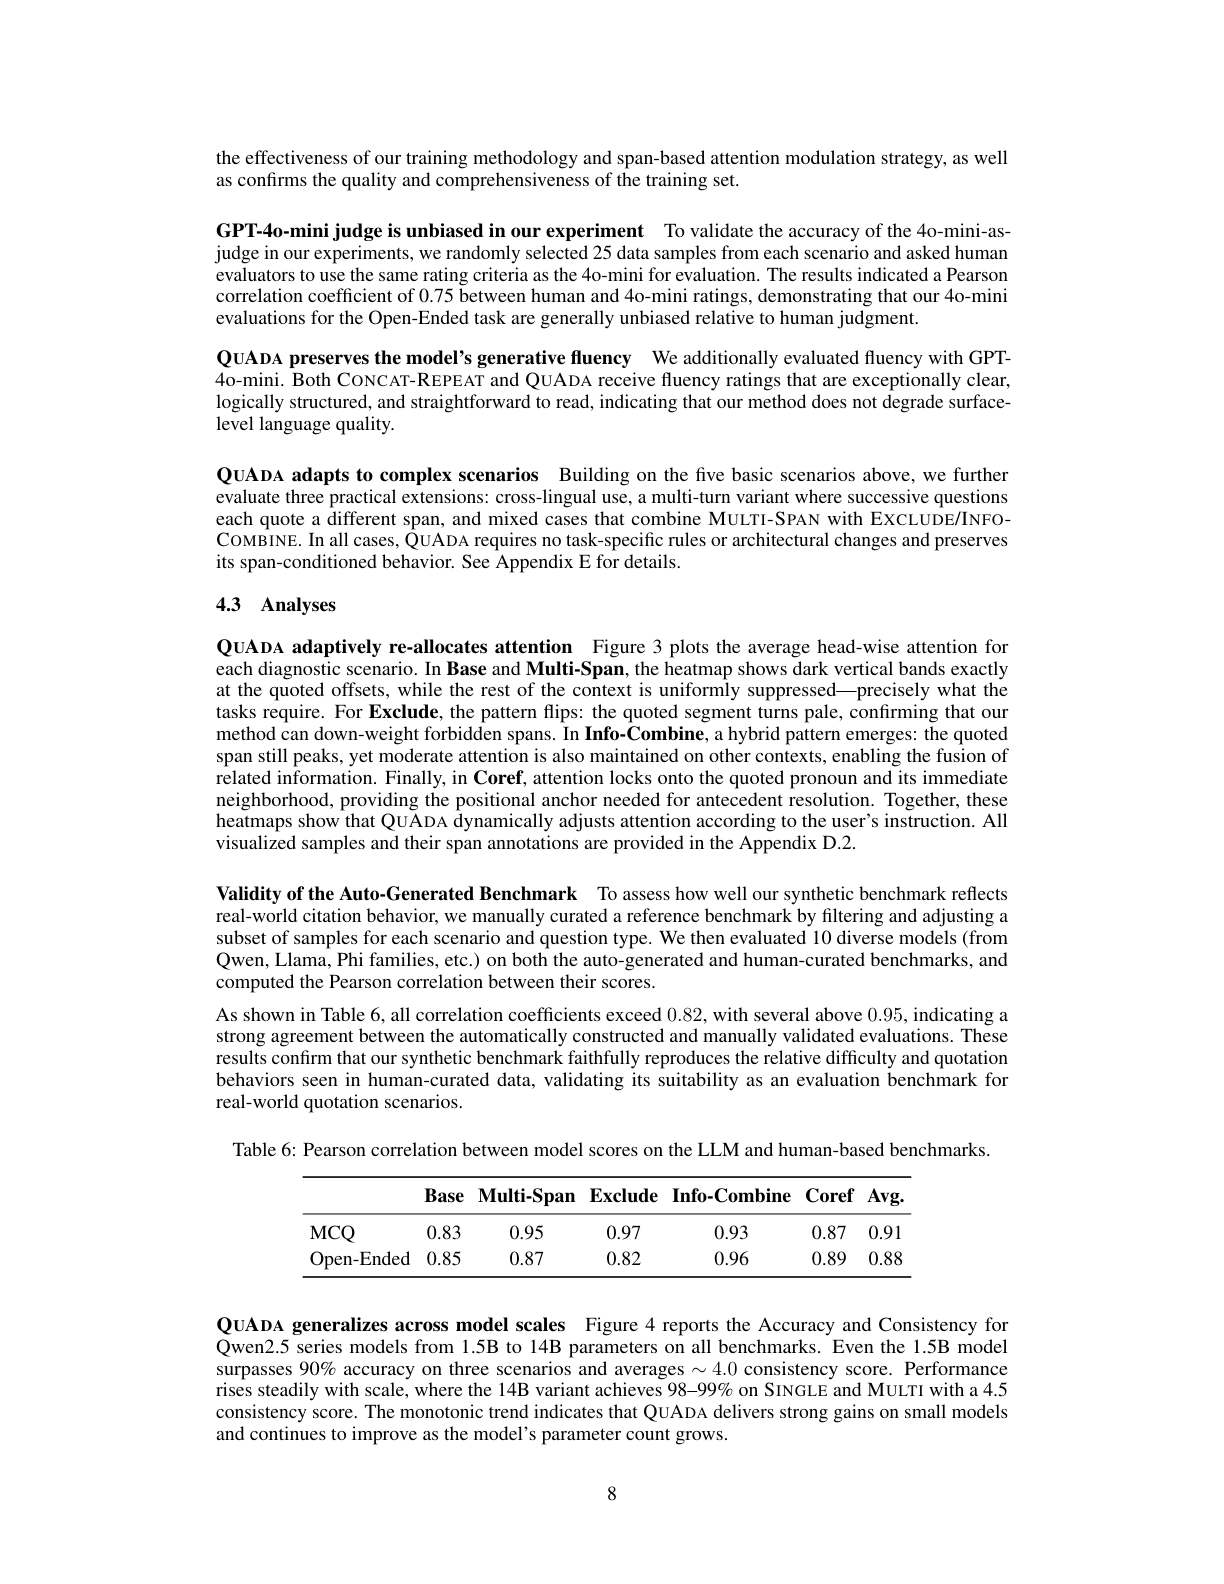 the effectiveness of our training methodology and span-based attention modulation strategy, as well
as confirms the quality and comprehensiveness of the training set.
GPT-4o-mini judge is unbiased in our experiment To validate the accuracy of the 4o-mini-as-
judge in our experiments, we randomly selected 25 data samples from each scenario and asked human
evaluators to use the same rating criteria as the 4o-mini for evaluation. The results indicated a Pearson
correlation coefficient of 0.75 between human and 4o-mini ratings, demonstrating that our 4o-mini
evaluations for the Open-Ended task are generally unbiased relative to human judgment.
QUADA preserves the model's generative fluency We additionally evaluated fluency with GPT-
4o-mini. Both CONCAT-REPEAT and QUADA receive fluency ratings that are exceptionally clear,
logically structured, and straightforward to read, indicating that our method does not degrade surface-
level language quality.
QUADA adapts to complex scenarios Building on the five basic scenarios above, we further
evaluate three practical extensions: cross-lingual use, a multi-turn variant where successive questions
each quote a different span, and mixed cases that combine MULTI-SPAN with EXCLUDE/INFO-
COMBINE. In all cases, QUADA requires no task-specific rules or architectural changes and preserves
its span-conditioned behavior. See Appendix E for details.
4.3 Analyses
QUADA adaptively re-allocates attention Figure 3 plots the average head-wise attention for
each diagnostic scenario. In Base and Multi-Span, the heatmap shows dark vertical bands exactly
at the quoted offsets, while the rest of the context is uniformly suppressed—precisely what the
tasks require. For Exclude, the pattern flips: the quoted segment turns pale, confirming that our
method can down-weight forbidden spans. In Info-Combine, a hybrid pattern emerges: the quoted
span still peaks, yet moderate attention is also maintained on other contexts, enabling the fusion of
related information. Finally, in Coref, attention locks onto the quoted pronoun and its immediate
neighborhood, providing the positional anchor needed for antecedent resolution. Together, these
heatmaps show that QUADA dynamically adjusts attention according to the user's instruction. All
visualized samples and their span annotations are provided in the Appendix D.2.
Validity of the Auto-Generated Benchmark To assess how well our synthetic benchmark reflects
real-world citation behavior, we manually curated a reference benchmark by filtering and adjusting a
subset of samples for each scenario and question type. We then evaluated 10 diverse models (from
Qwen, Llama, Phi families, etc.) on both the auto-generated and human-curated benchmarks, and
computed the Pearson correlation between their scores.
As shown in Table 6, all correlation coefficients exceed 0.82, with several above 0.95, indicating a
strong agreement between the automatically constructed and manually validated evaluations. These
results confirm that our synthetic benchmark faithfully reproduces the relative difficulty and quotation
behaviors seen in human-curated data, validating its suitability as an evaluation benchmark for
real-world quotation scenarios.
Table 6: Pearson correlation between model scores on the LLM and human-based benchmarks.
Base Multi-Span Exclude Info-Combine Coref Avg.
MCQ 0.83 0.95 0.97 0.93 0.87 0.91
Open-Ended 0.85 0.87 0.82 0.96 0.89 0.88
QUADA generalizes across model scales Figure 4 reports the Accuracy and Consistency for
Qwen2.5 series models from 1.5B to 14B parameters on all benchmarks. Even the 1.5B model
surpasses 90% accuracy on three scenarios and averages ∼ 4.0 consistency score. Performance
rises steadily with scale, where the 14B variant achieves 98–99% on SINGLE and MULTI with a 4.5
consistency score. The monotonic trend indicates that QUADA delivers strong gains on small models
and continues to improve as the model's parameter count grows.
8